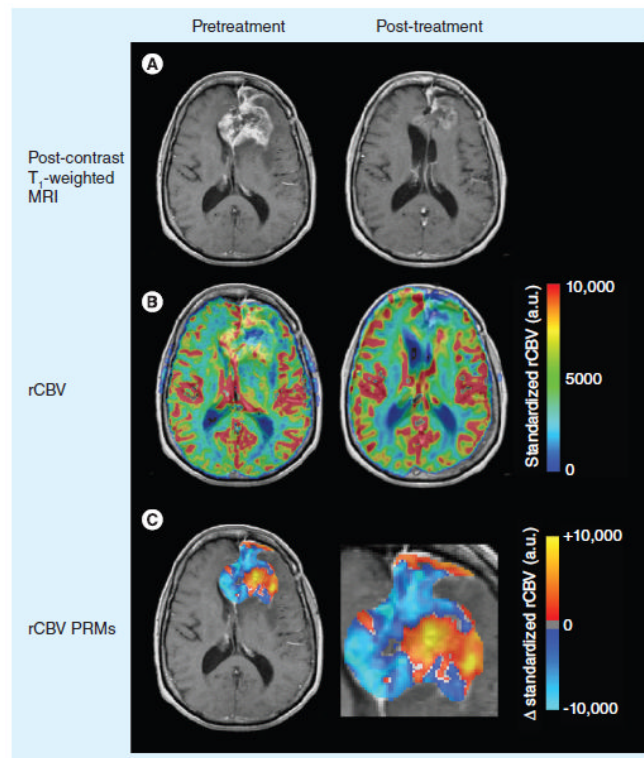 Pretreatment
Post-treatment
A
Post-contrast
T₁-weighted
MRI
B
rCBV
10,000
5000
0
Standardized rCBV (a.u.)
C
rCBV PRMs
+10,000
0
-10,000
Δ standardized rCBV (a.u.)